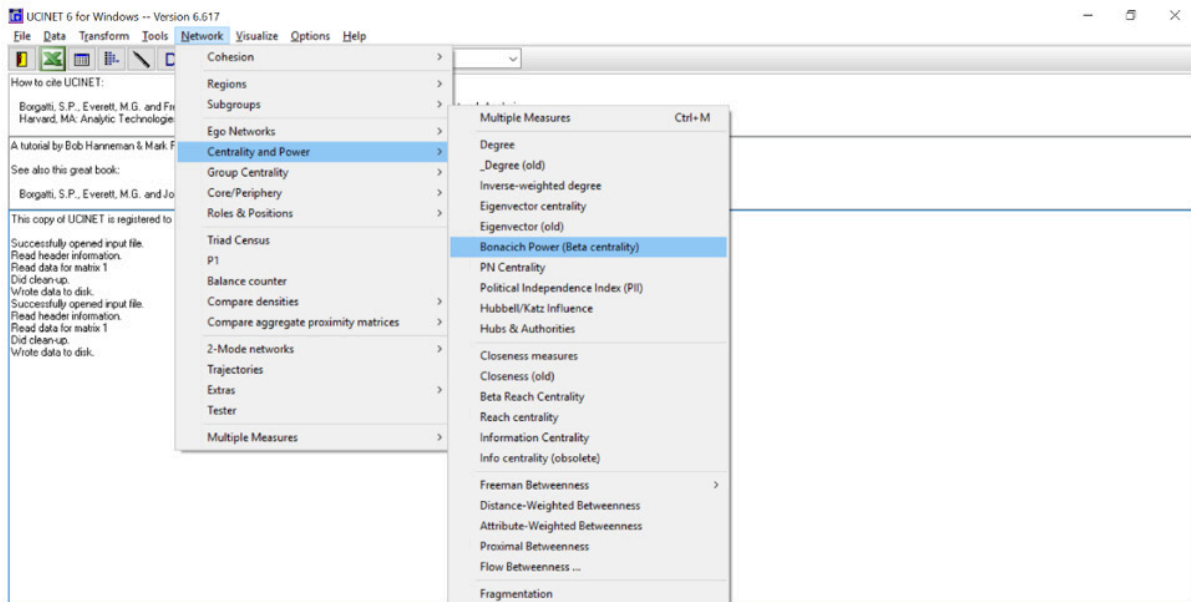 UCINET 6 for Windows -- Version 6.617
File Data Transform Tools Network Visualize Options Help
How to cite UCINET:
Borgatti, S.P., Everett, M.G. and Fre
Harvard, MA: Analytic Technologie
A tutorial by Bob Hanneman & Mark F
See also this great book:
Borgatti, S.P., Everett, M.G. and Jo
This copy of UCINET is registered to
Successfully opened input file.
Read header information.
Read data for matrix 1
Did clean-up.
Wrote data to disk.
Successfully opened input file.
Read header information.
Read data for matrix 1
Did clean-up.
Wrote data to disk.
Cohesion
Regions
Subgroups
Ego Networks
Centrality and Power
Group Centrality
Core/Periphery
Roles & Positions
Triad Census
P1
Balance counter
Compare densities
Compare aggregate proximity matrices
2-Mode networks
Trajectories
Extras
Tester
Multiple Measures
Multiple Measures Ctrl+M
Degree
_Degree (old)
Inverse-weighted degree
Eigenvector centrality
Eigenvector (old)
Bonacich Power (Beta centrality)
PN Centrality
Political Independence Index (PII)
Hubbell/Katz Influence
Hubs & Authorities
Closeness measures
Closeness (old)
Beta Reach Centrality
Reach centrality
Information Centrality
Info centrality (obsolete)
Freeman Betweenness
Distance-Weighted Betweenness
Attribute-Weighted Betweenness
Proximal Betweenness
Flow Betweenness ...
Fragmentation